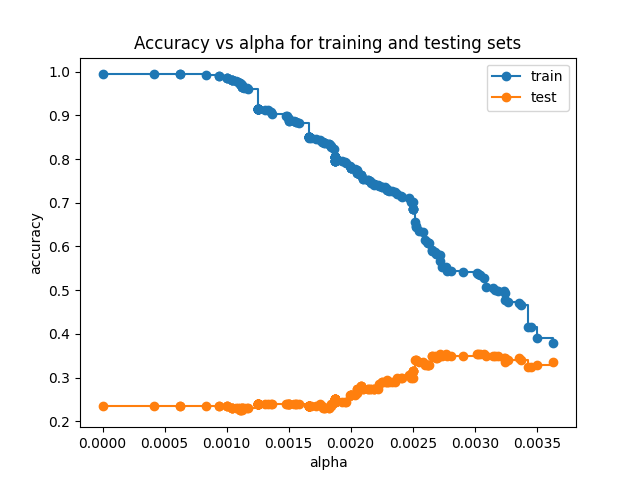 Accuracy vs alpha for training and testing sets
train
test
accuracy
1.0
0.9
0.8
0.7
0.6
0.5
0.4
0.3
0.2
0.0000 0.0005 0.0010 0.0015 0.0020 0.0025 0.0030 0.0035
alpha